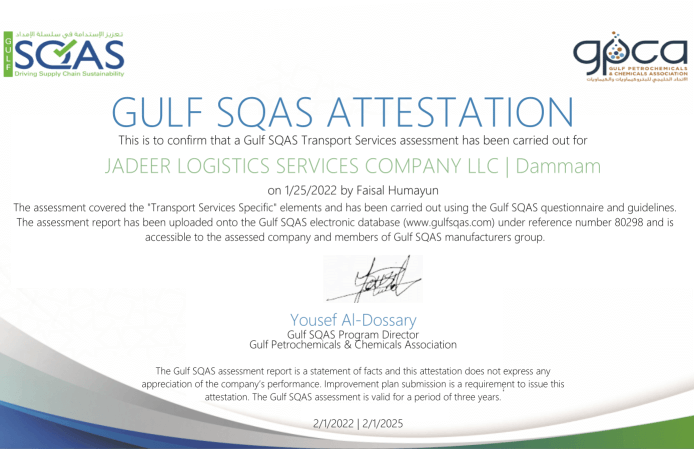 تعزيز الإستدامة في سلسلة الإمداد
GULF
SQAS
Driving Supply Chain Sustainability
gpca
GULF PETROCHEMICALS
& CHEMICALS ASSOCIATION
الاتحاد الخليجي للبتروكيماويات والكيماويات
GULF SQAS ATTESTATION
This is to confirm that a Gulf SQAS Transport Services assessment has been carried out for
JADEER LOGISTICS SERVICES COMPANY LLC | Dammam
on 1/25/2022 by Faisal Humayun
The assessment covered the "Transport Services Specific" elements and has been carried out using the Gulf SQAS questionnaire and guidelines.
The assessment report has been uploaded onto the Gulf SQAS electronic database (www.gulfsqas.com) under reference number 80298 and is
accessible to the assessed company and members of Gulf SQAS manufacturers group.
Yousef Al-Dossary
Gulf SQAS Program Director
Gulf Petrochemicals & Chemicals Association
The Gulf SQAS assessment report is a statement of facts and this attestation does not express any
appreciation of the company's performance. Improvement plan submission is a requirement to issue this
attestation. The Gulf SQAS assessment is valid for a period of three years.
2/1/2022 | 2/1/2025